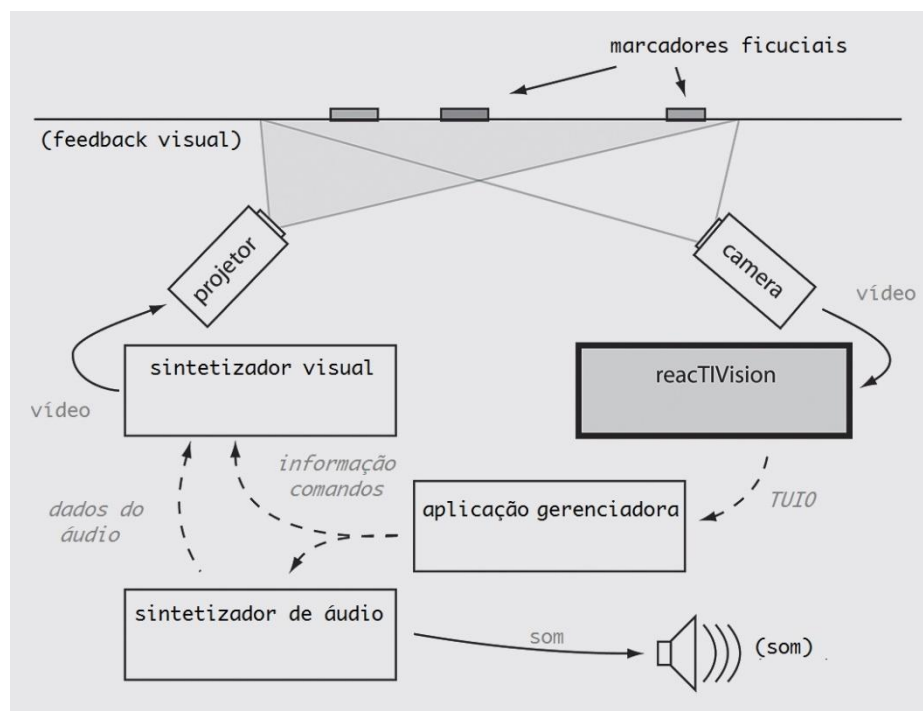 marcadores ficuciais
(feedback visual)
projetor
camera
vídeo
sintetizador visual
reacTIVision
vídeo
informação
comandos
TUIO
dados do
áudio
aplicação gerenciadora
sintetizador de áudio
som
(som)